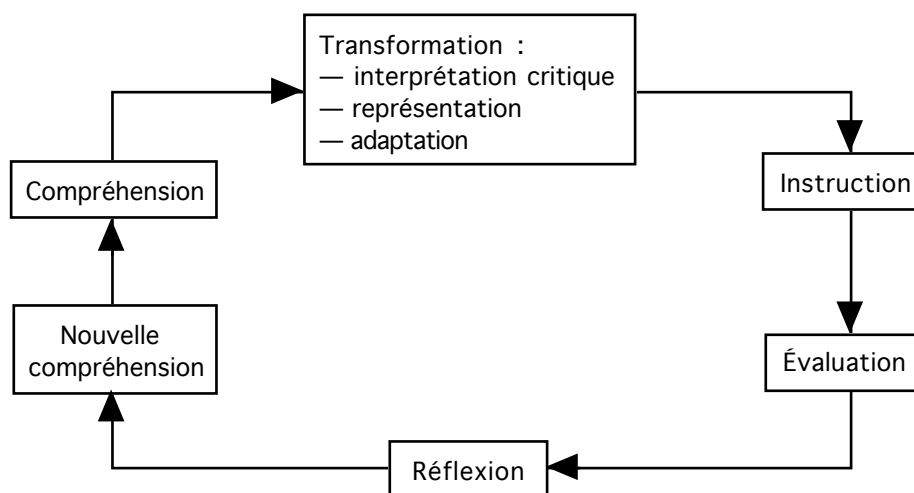 Transformation :
— interprétation critique
— représentation
— adaptation
Compréhension
Instruction
Nouvelle
compréhension
Évaluation
Réflexion